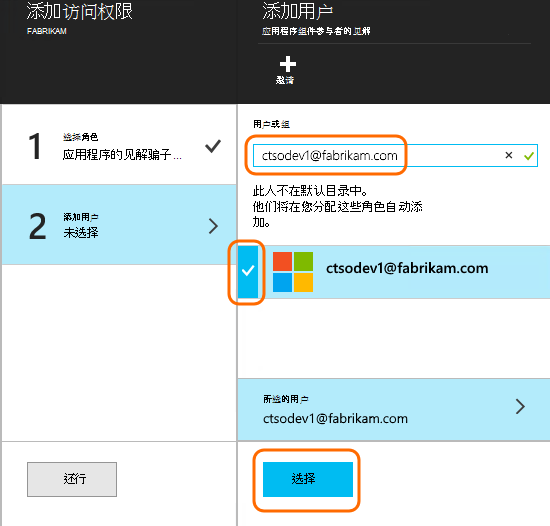 添加访问权限
FABRIKAM
1
选择角色
应用程序的见解骗子...
2
添加用户
未选择
还行
添加用户
应用程序组件参与者的见解
邀请
用户或组
ctsodev1@fabrikam.com
此人不在默认目录中。
他们将在您分配这些角色自动添
加。
ctsodev1@fabrikam.com
所选的用户
ctsodev1@fabrikam.com
选择